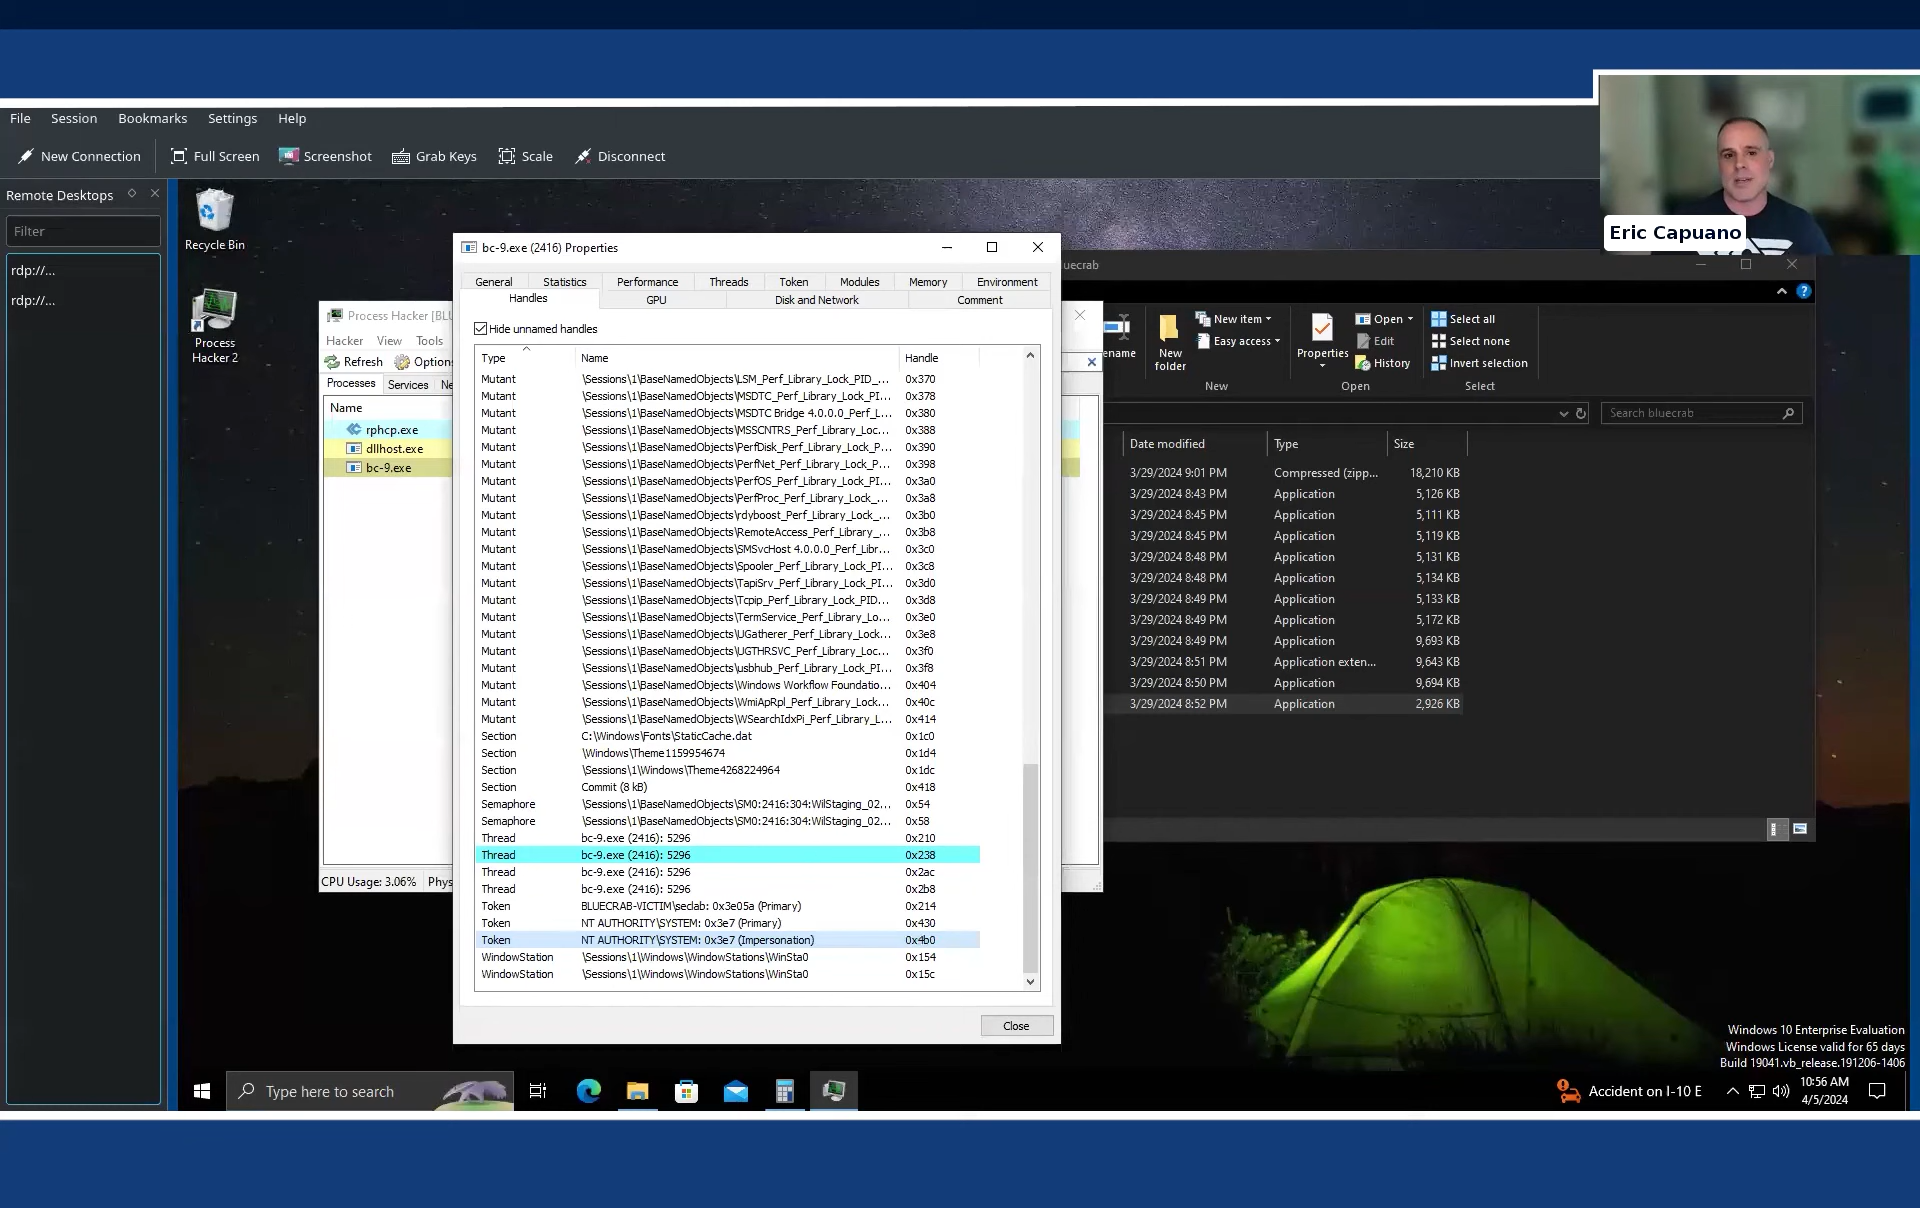 File Session Bookmarks Settings Help
New Connection Full Screen Screenshot Grab Keys Scale Disconnect
Remote Desktops
Filter
rdp://...
rdp://...
Recycle Bin
Process
Hacker 2
Eric Capuano
Process Hacker [BLU
Hacker View Tools
Refresh Options
Processes Services Ne
Name
rphcp.exe
dllhost.exe
bc-9.exe
CPU Usage: 3.06% Phys
bc-9.exe (2416) Properties
General Statistics Performance Threads Token Modules Memory Environment
Handles GPU Disk and Network Comment
Hide unnamed handles
Type Name Handle
Mutant \Sessions\1\BaseNamedObjects\LSM_Perf_Library_Lock_PID_... 0x370
Mutant \Sessions\1\BaseNamedObjects\MSDTC_Perf_Library_Lock_PI... 0x378
Mutant \Sessions\1\BaseNamedObjects\MSDTC Bridge 4.0.0.0_Perf_L... 0x380
Mutant \Sessions\1\BaseNamedObjects\MSSCNTRS_Perf_Library_Loc... 0x388
Mutant \Sessions\1\BaseNamedObjects\PerfDisk_Perf_Library_Lock_P... 0x390
Mutant \Sessions\1\BaseNamedObjects\PerfNet_Perf_Library_Lock_P... 0x398
Mutant \Sessions\1\BaseNamedObjects\PerfOS_Perf_Library_Lock_PI... 0x3a0
Mutant \Sessions\1\BaseNamedObjects\PerfProc_Perf_Library_Lock_... 0x3a8
Mutant \Sessions\1\BaseNamedObjects\rdyboost_Perf_Library_Lock_... 0x3b0
Mutant \Sessions\1\BaseNamedObjects\RemoteAccess_Perf_Library_... 0x3b8
Mutant \Sessions\1\BaseNamedObjects\SMSvcHost 4.0.0.0_Perf_Libr... 0x3c0
Mutant \Sessions\1\BaseNamedObjects\Spooler_Perf_Library_Lock_PI... 0x3c8
Mutant \Sessions\1\BaseNamedObjects\TapiSrv_Perf_Library_Lock_PI... 0x3d0
Mutant \Sessions\1\BaseNamedObjects\Tcpip_Perf_Library_Lock_PID... 0x3d8
Mutant \Sessions\1\BaseNamedObjects\TermService_Perf_Library_Lo... 0x3e0
Mutant \Sessions\1\BaseNamedObjects\UGatherer_Perf_Library_Lock... 0x3e8
Mutant \Sessions\1\BaseNamedObjects\UGTHRSVC_Perf_Library_Loc... 0x3f0
Mutant \Sessions\1\BaseNamedObjects\usbhub_Perf_Library_Lock_PI... 0x3f8
Mutant \Sessions\1\BaseNamedObjects\Windows Workflow Foundatio... 0x404
Mutant \Sessions\1\BaseNamedObjects\WmiApRpl_Perf_Library_Lock... 0x40c
Mutant \Sessions\1\BaseNamedObjects\WSearchIdxPi_Perf_Library_L... 0x414
Section C:\Windows\Fonts\StaticCache.dat 0x1c0
Section \Windows\Theme1159954674 0x1d4
Section \Sessions\1\Windows\Theme4268224964 0x1dc
Section Commit (8 kB) 0x418
Semaphore \Sessions\1\BaseNamedObjects\SM0:2416:304:WilStaging_02... 0x54
Semaphore \Sessions\1\BaseNamedObjects\SM0:2416:304:WilStaging_02... 0x58
Thread bc-9.exe (2416): 5296 0x210
Thread bc-9.exe (2416): 5296 0x238
Thread bc-9.exe (2416): 5296 0x2ac
Thread bc-9.exe (2416): 5296 0x2b8
Token BLUECRAB-VICTIM\seclab: 0x3e05a (Primary) 0x214
Token NT AUTHORITY\SYSTEM: 0x3e7 (Primary) 0x430
Token NT AUTHORITY\SYSTEM: 0x3e7 (Impersonation) 0x4b0
WindowStation \Sessions\1\Windows\WindowStations\WinSta0 0x154
WindowStation \Sessions\1\Windows\WindowStations\WinSta0 0x15c
Close
uecrab
ename
New
folder
New item
Easy access
New
Properties
Open
Edit
History
Open
Select all
Select none
Invert selection
Select
Search bluecrab
Date modified Type Size
3/29/2024 9:01 PM Compressed (zipp... 18,210 KB
3/29/2024 8:43 PM Application 5,126 KB
3/29/2024 8:45 PM Application 5,111 KB
3/29/2024 8:45 PM Application 5,119 KB
3/29/2024 8:48 PM Application 5,131 KB
3/29/2024 8:48 PM Application 5,134 KB
3/29/2024 8:49 PM Application 5,133 KB
3/29/2024 8:49 PM Application 5,172 KB
3/29/2024 8:49 PM Application 9,693 KB
3/29/2024 8:51 PM Application exten... 9,643 KB
3/29/2024 8:50 PM Application 9,694 KB
3/29/2024 8:52 PM Application 2,926 KB
Windows 10 Enterprise Evaluation
Windows License valid for 65 days
Build 19041.vb_release.191206-1406
Type here to search
Accident on I-10 E
10:56 AM
4/5/2024